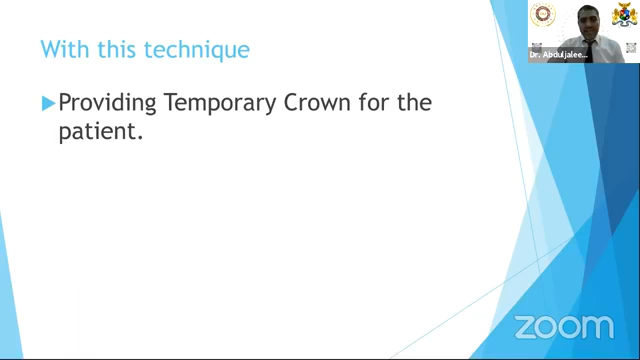 With this technique
Providing Temporary Crown for the
patient.
Dr. Abduljalee...
zoom